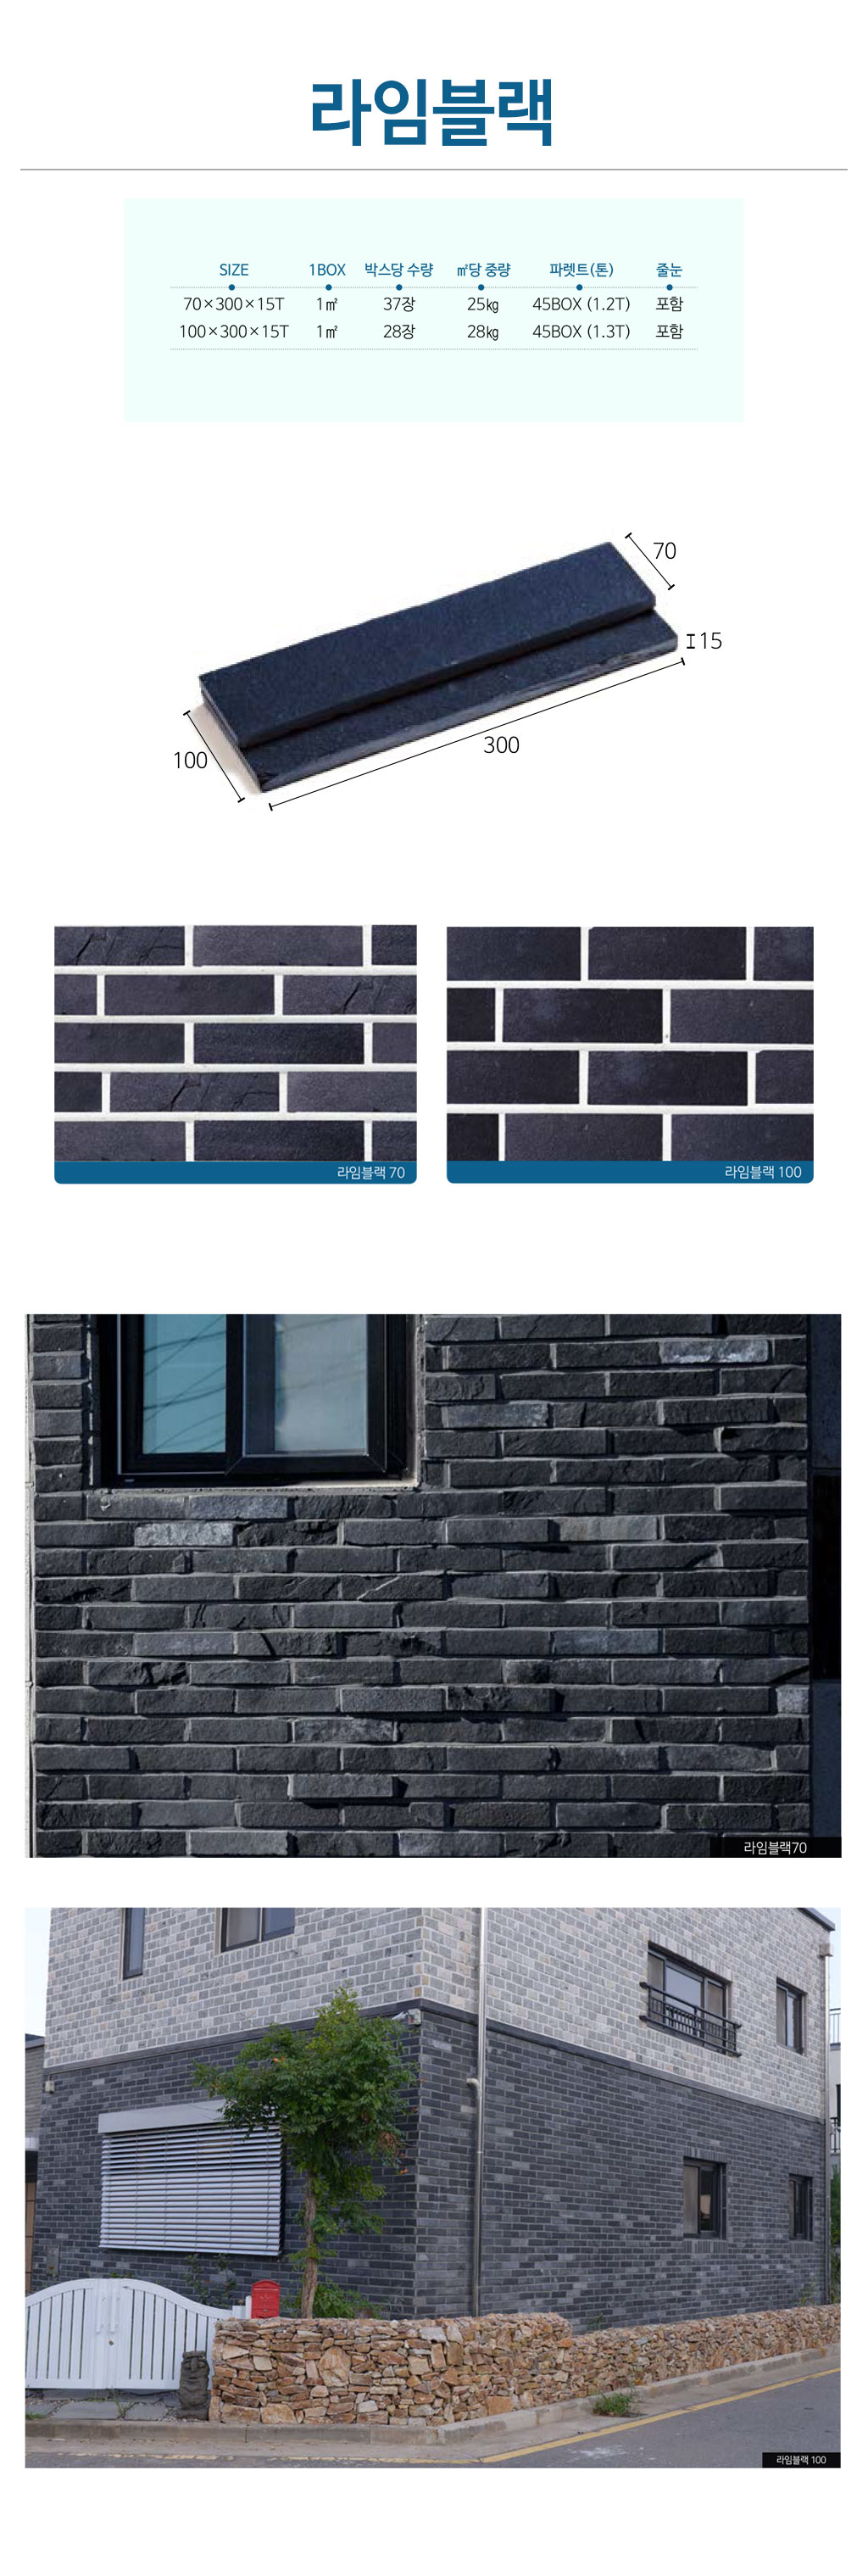 라임블랙
SIZE 1BOX 박스당 수량 ㎡당 중량 파렛트(톤) 줄눈
70×300×15T 1㎡ 37장 25㎏ 45BOX (1.2T) 포함
100×300×15T 1㎡ 28장 28㎏ 45BOX (1.3T) 포함
70
15
300
100
라임블랙 70
라임블랙 100
라임블랙70
라임블랙 100